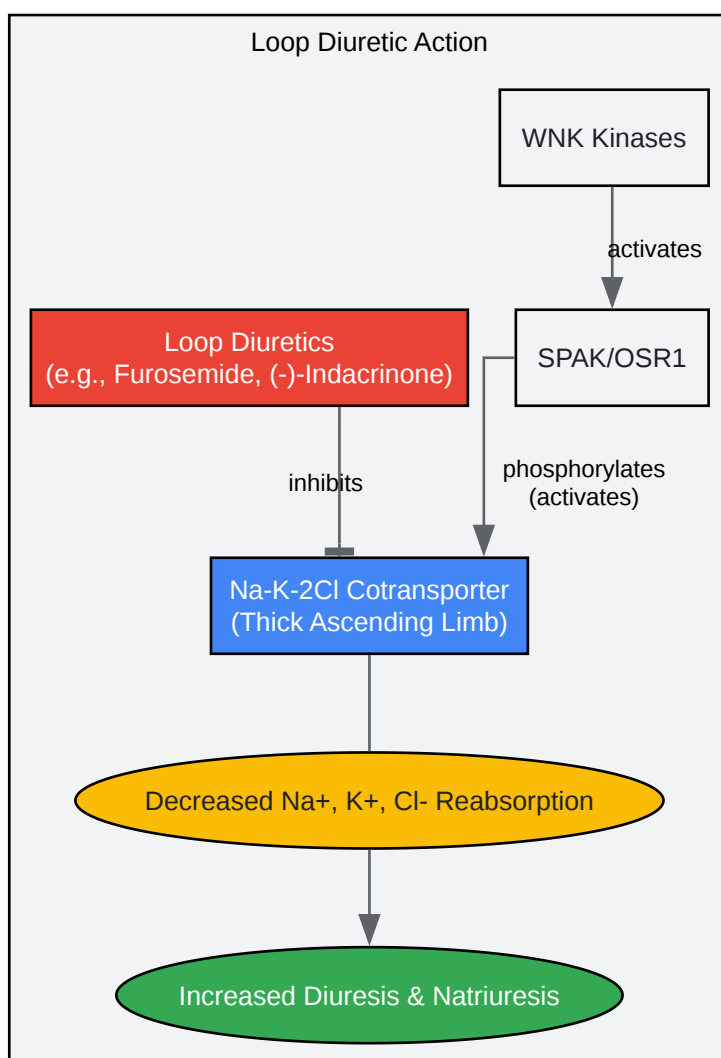 Loop Diuretic Action
WNK Kinases
activates
Loop Diuretics
(e.g., Furosemide, (-)-Indacrinone)
SPAK/OSR1
inhibits
phosphorylates
(activates)
Na-K-2Cl Cotransporter
(Thick Ascending Limb)
Decreased Na+, K+, Cl- Reabsorption
Increased Diuresis & Natriuresis